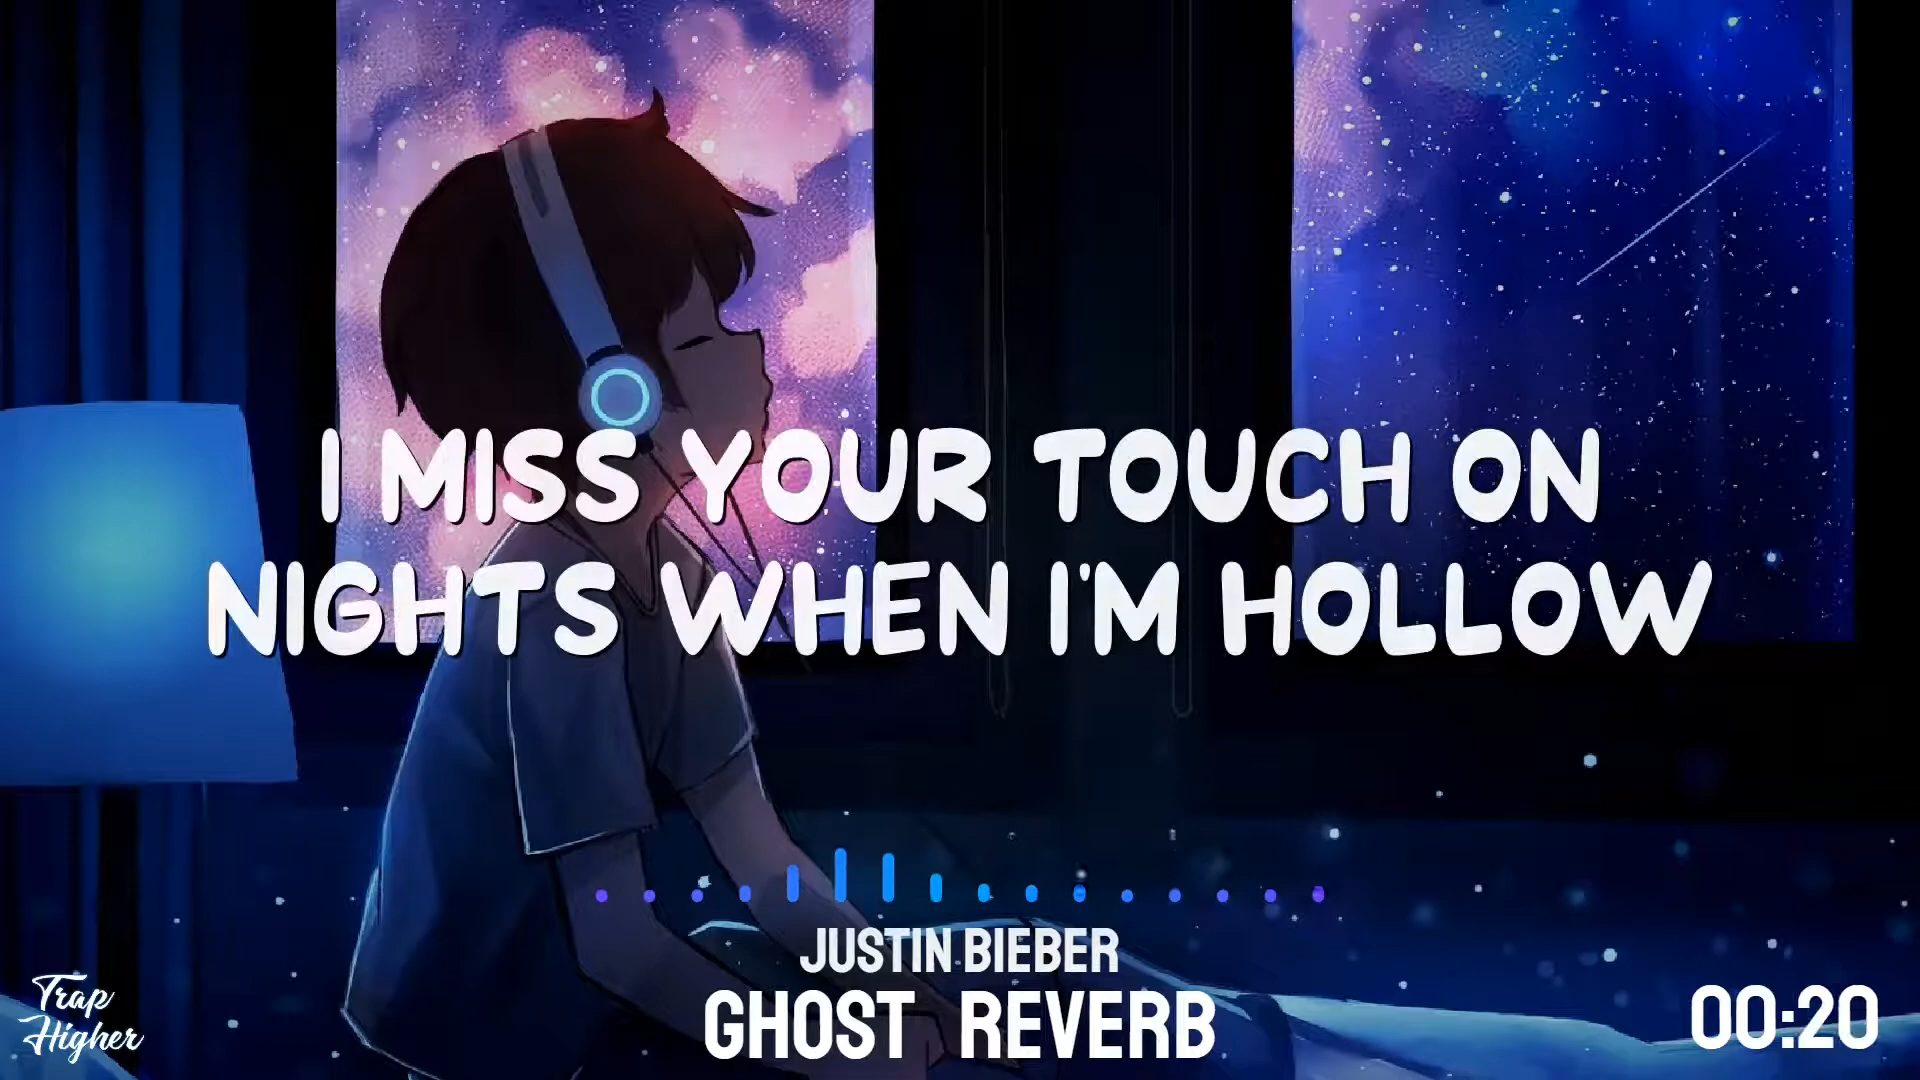 I MISS YOUR TOUCH ON
NIGHTS WHEN I'M HOLLOW
JUSTIN BIEBER
GHOST REVERB
Trap
Higher
00:20